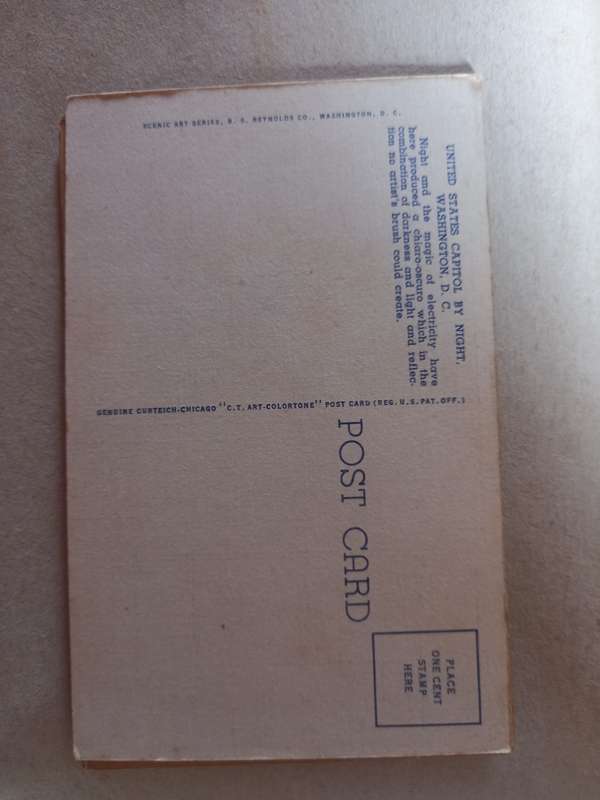 UNITED STATES CAPITOL BY NIGHT,
WASHINGTON, D. C.
Night and the magic of electricity have
here produced a chiaro-oscuro which in the
combination of darkness and light and reflec-
tion no artist's brush could create.
SCENIC ART SERIES, B. S. REYNOLDS CO., WASHINGTON, D. C.
GENUINE CURTEICH-CHICAGO "C.T. ART-COLORTONE" POST CARD (REG. U.S. PAT. OFF.)
POST CARD
PLACE
ONE CENT
STAMP
HERE